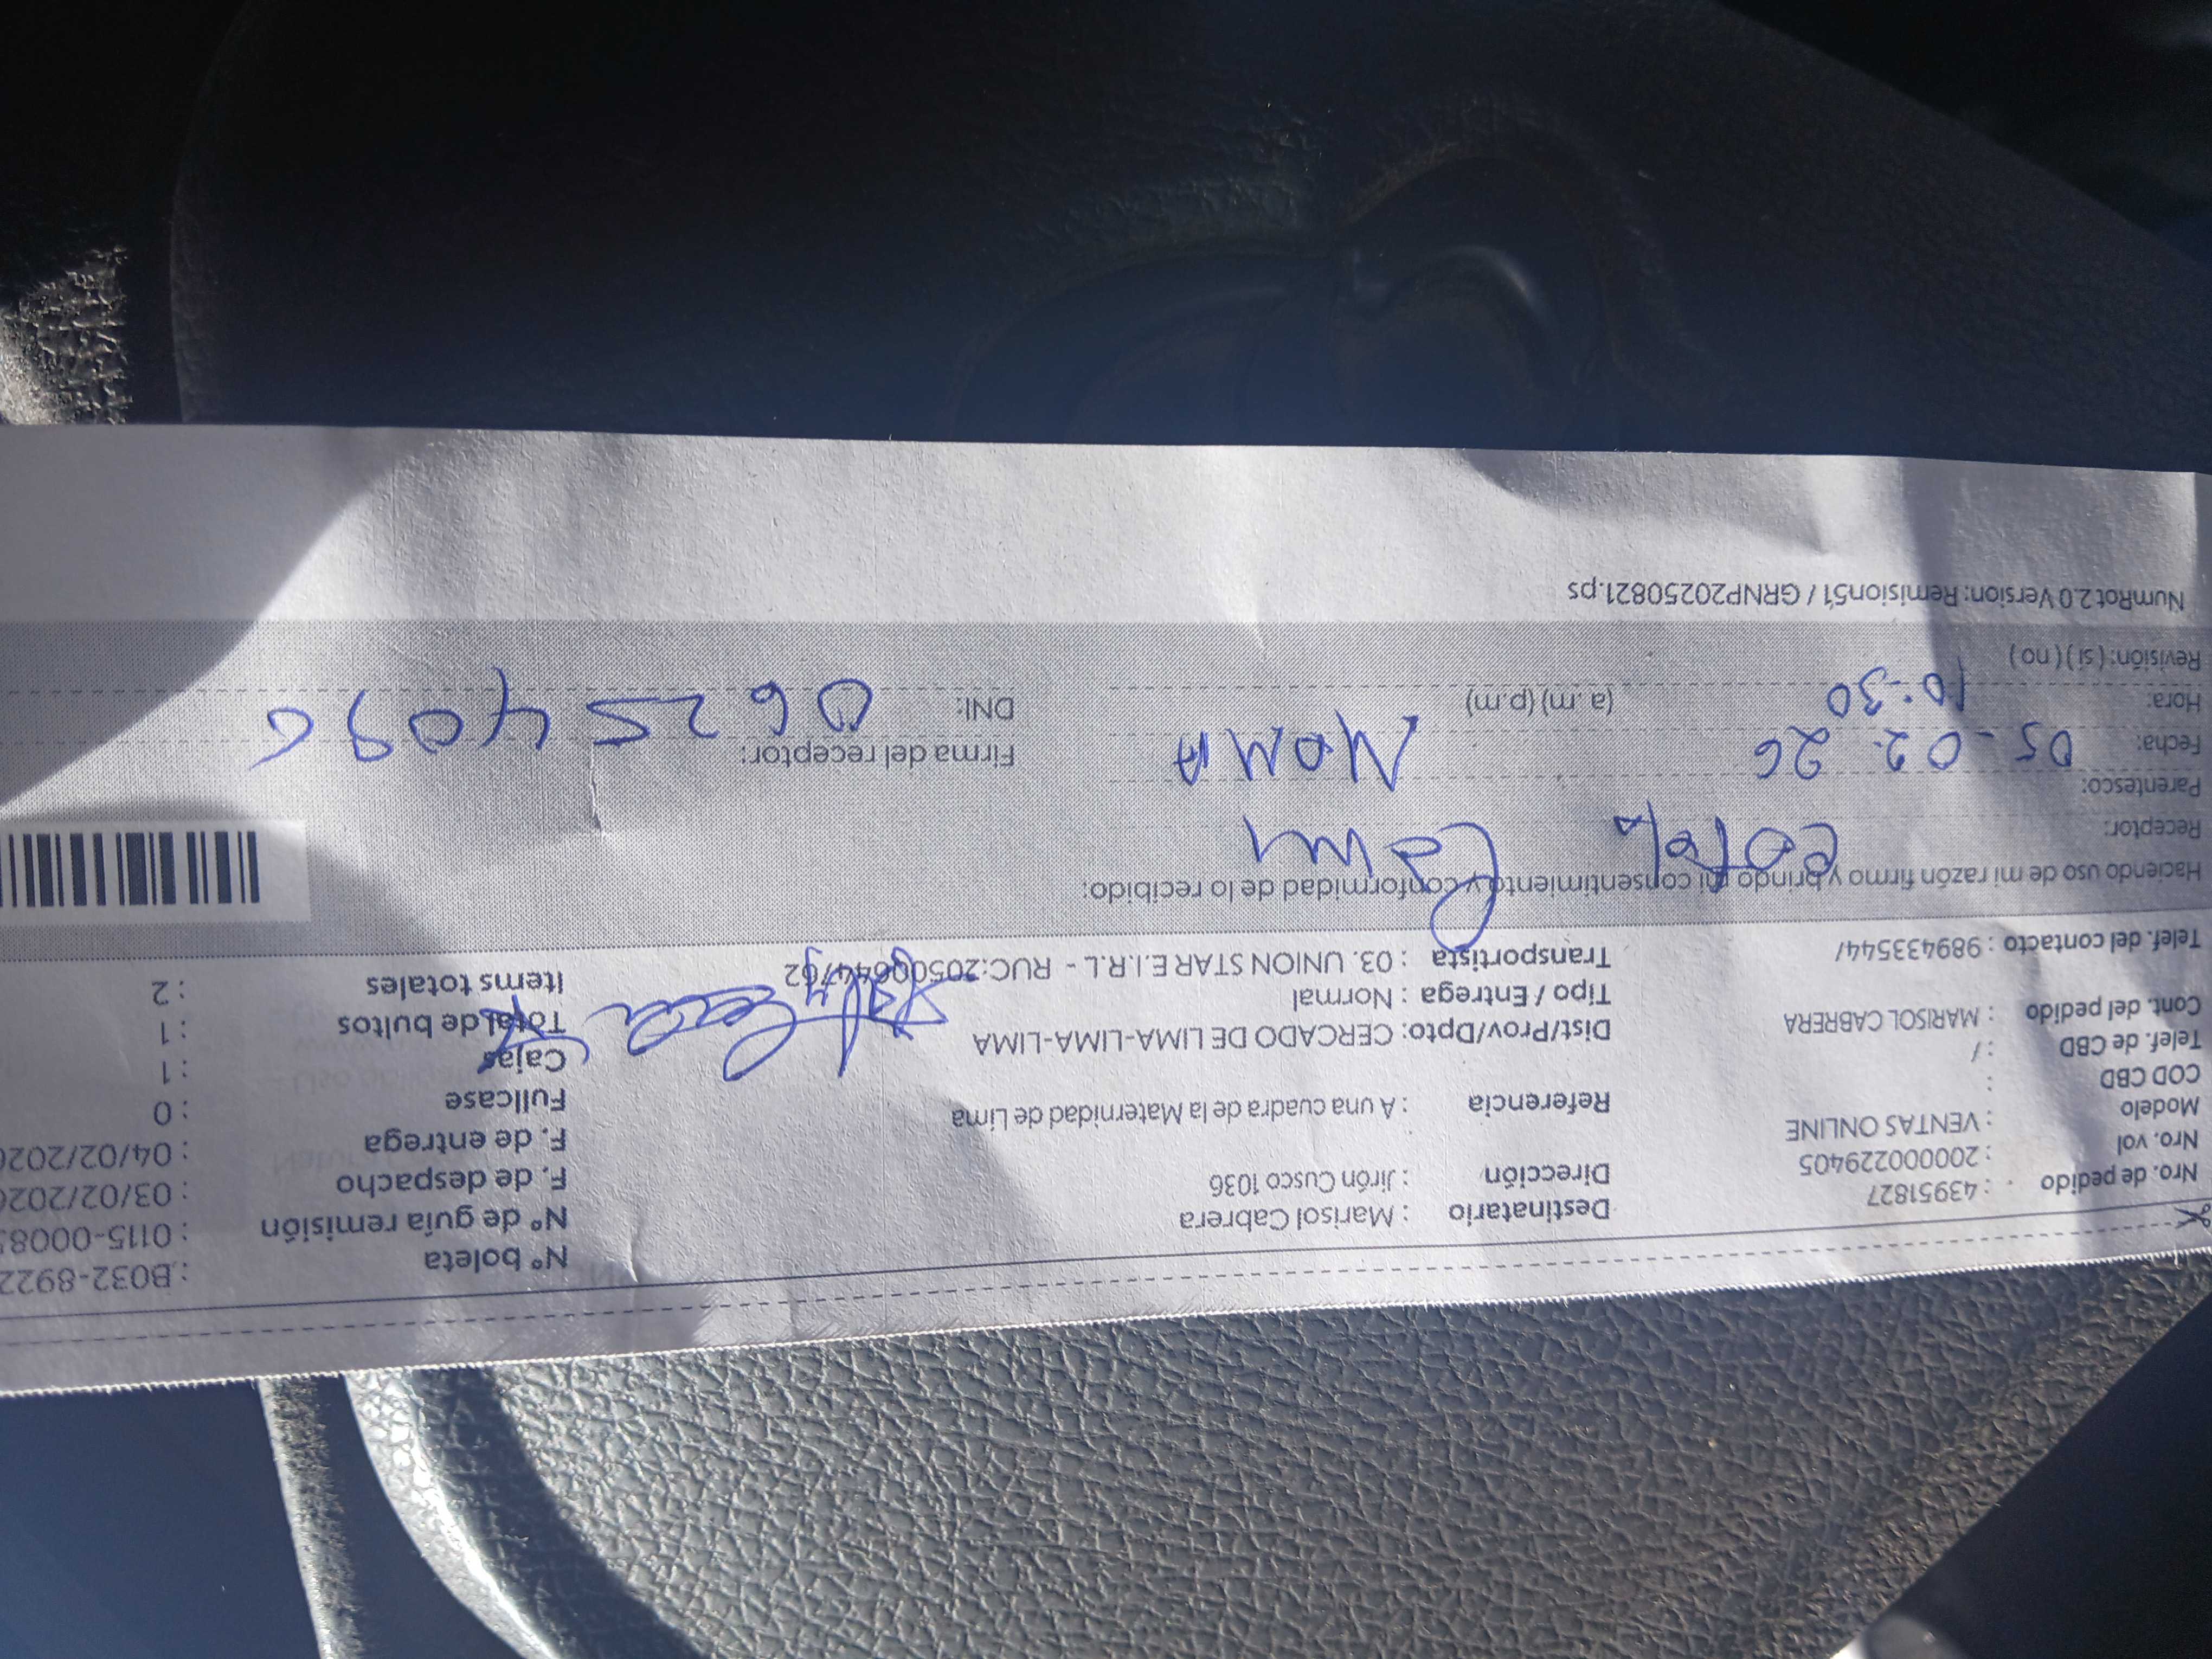 Nro. de pedido : 43951827
Nro. vol : 20000229405
Modelo : VENTAS ONLINE
COD CBD :
Telef. de CBD : /
Cont. del pedido : MARISOL CABRERA
Telef. del contacto : 989433544/
Destinatario : Marisol Cabrera
Dirección : Jirón Cusco 1036
Referencia : A una cuadra de la Maternidad de Lima
Dist/Prov/Dpto: CERCADO DE LIMA-LIMA-LIMA
Tipo / Entrega : Normal
Transportista : 03. UNION STAR E.I.R.L - RUC:20500644762
N° boleta : B032-8922
N° de guía remisión : 0115-0008
F. de despacho : 03/02/202
F. de entrega : 04/02/202
Fullcase : 0
Cajas : 1
Total de bultos : 1
Items totales : 2
Haciendo uso de mi razón firmo y brindo mi consentimiento y conformidad de lo recibido:
Receptor:
Parentesco:
Fecha: 05-02-26
Hora: 10:30 (a.m) (p.m)
Revisión: ( sí ) ( no )
Firma del receptor:
DNI: 06254096
NumRot 2.0 Version: Remision51 / GRNP20250821.ps